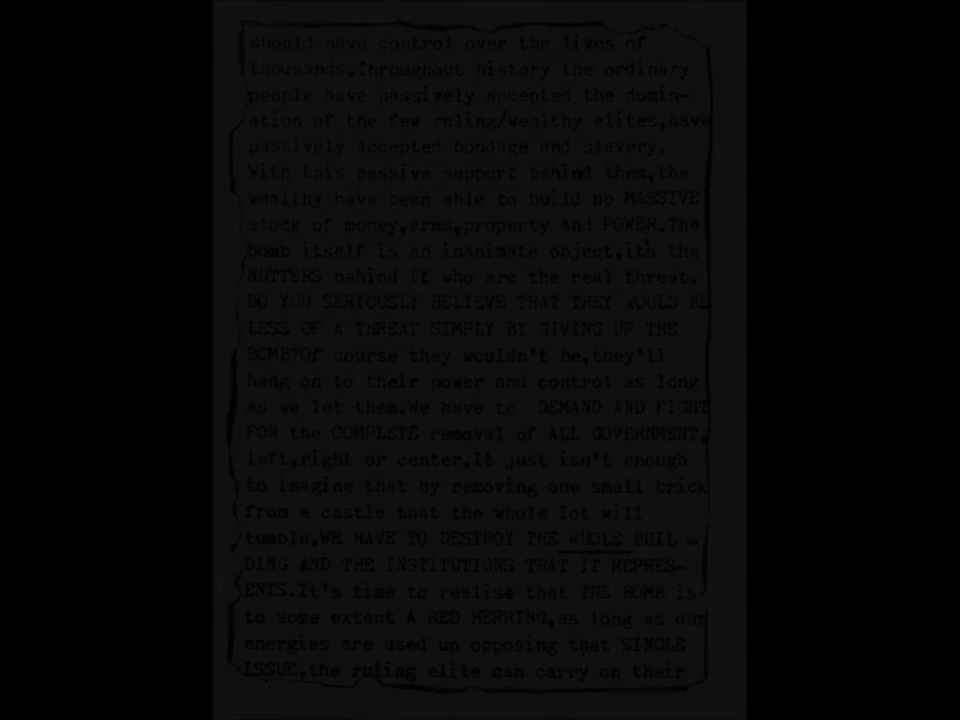 should have control over the lives of
thousands.Throughout history the ordinary
people have passively accepted the domin-
ation of the few ruling/wealthy elites,have
passively accepted bondage and slavery.
With this passive support behind them,the
wealthy have been able to build up MASSIVE
stock of money,arms,property and POWER.The
bomb itself is an inanimate object,it's the
NUTTERS behind it who are the real threat.
DO YOU SERIOUSLY BELIEVE THAT THEY WOULD BE
LESS OF A THREAT SIMPLY BY GIVING UP THE
BOMB?Of course they wouldn't be,they'll
hang on to their power and control as long
as we let them.We have to DEMAND AND FIGHT
FOR the COMPLETE removal of ALL GOVERNMENT,
left,right or center.It just isn't enough
to imagine that by removing one small brick
from a castle that the whole lot will
tumble.WE HAVE TO DESTROY THE WHOLE BUIL -
DING AND THE INSTITUTIONS THAT IT REPRES-
ENTS.It's time to realise that THE BOMB is
to some extent A RED HERRING,as long as our
energies are used up opposing that SINGLE
ISSUE,the ruling elite can carry on their